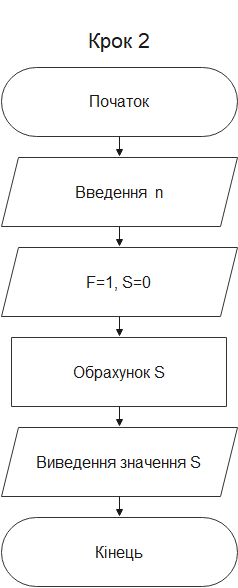 Крок 2
Початок
Введення n
F=1, S=0
Обрахунок S
Виведення значення S
Кінець